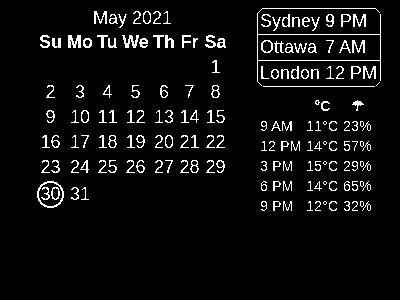 May 2021
Su Mo Tu We Th Fr Sa
1
2 3 4 5 6 7 8
9 10 11 12 13 14 15
16 17 18 19 20 21 22
23 24 25 26 27 28 29
30 31
Sydney 9 PM
Ottawa 7 AM
London 12 PM
°C ☂
9 AM 11°C 23%
12 PM 14°C 57%
3 PM 15°C 29%
6 PM 14°C 65%
9 PM 12°C 32%